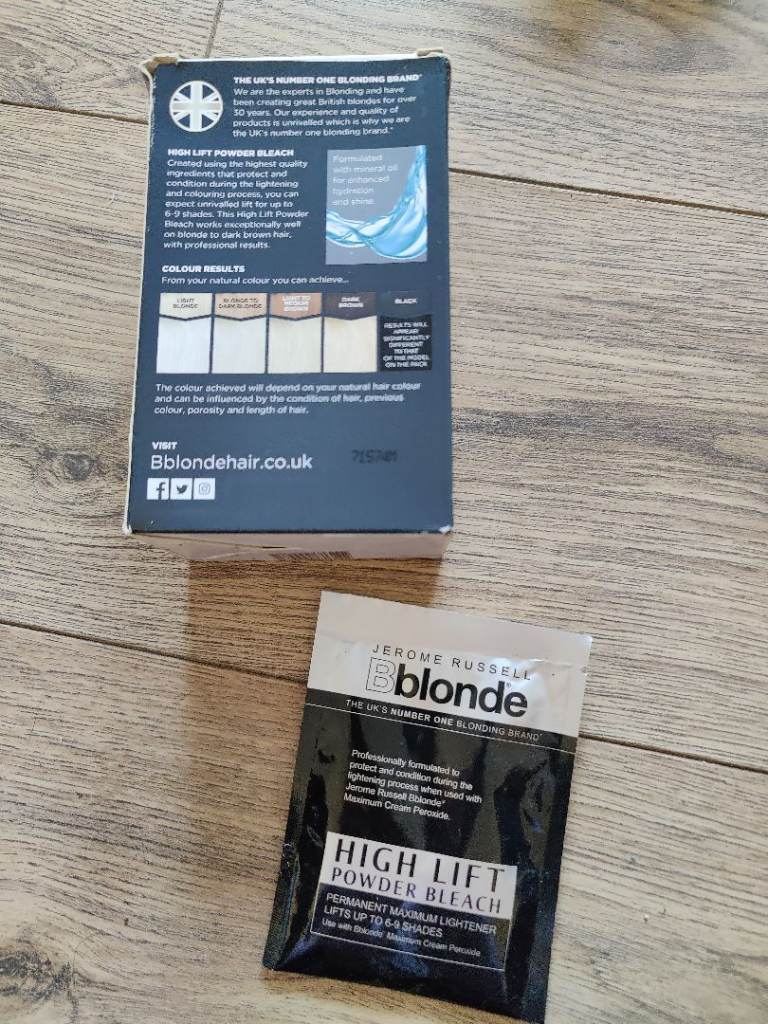 THE UK'S NUMBER ONE BLONDING BRAND*
We are the experts in Blonding and have
been creating great British blondes for over
30 years. Our experience and quality of
products is unrivalled which is why we are
the UK's number one blonding brand.*
HIGH LIFT POWDER BLEACH
Created using the highest quality
ingredients that protect and
condition during the lightening
and colouring process, you can
expect unrivalled lift for up to
6-9 shades. This High Lift Powder
Bleach works exceptionally well
on blonde to dark brown hair,
with professional results.
Formulated
with mineral oil
for enhanced
hydration
and shine.
COLOUR RESULTS
From your natural colour you can achieve...
LIGHT
BLONDE
BLONDE TO
DARK BLONDE
LIGHT TO
MEDIUM
BROWN
DARK
BROWN
BLACK
RESULTS WILL
APPEAR
SIGNIFICANTLY
DIFFERENT
TO THAT
OF THE MODEL
ON THE PACK
The colour achieved will depend on your natural hair colour
and can be influenced by the condition of hair, previous
colour, porosity and length of hair.
VISIT
Bblondehair.co.uk
JEROME RUSSELL
Bblonde®
THE UK'S NUMBER ONE BLONDING BRAND*
Professionally formulated to
protect and condition during the
lightening process when used with
Jerome Russell Bblonde®
Maximum Cream Peroxide.
HIGH LIFT
POWDER BLEACH
PERMANENT MAXIMUM LIGHTENER
LIFTS UP TO 6-9 SHADES
Use with Bblonde® Maximum Cream Peroxide